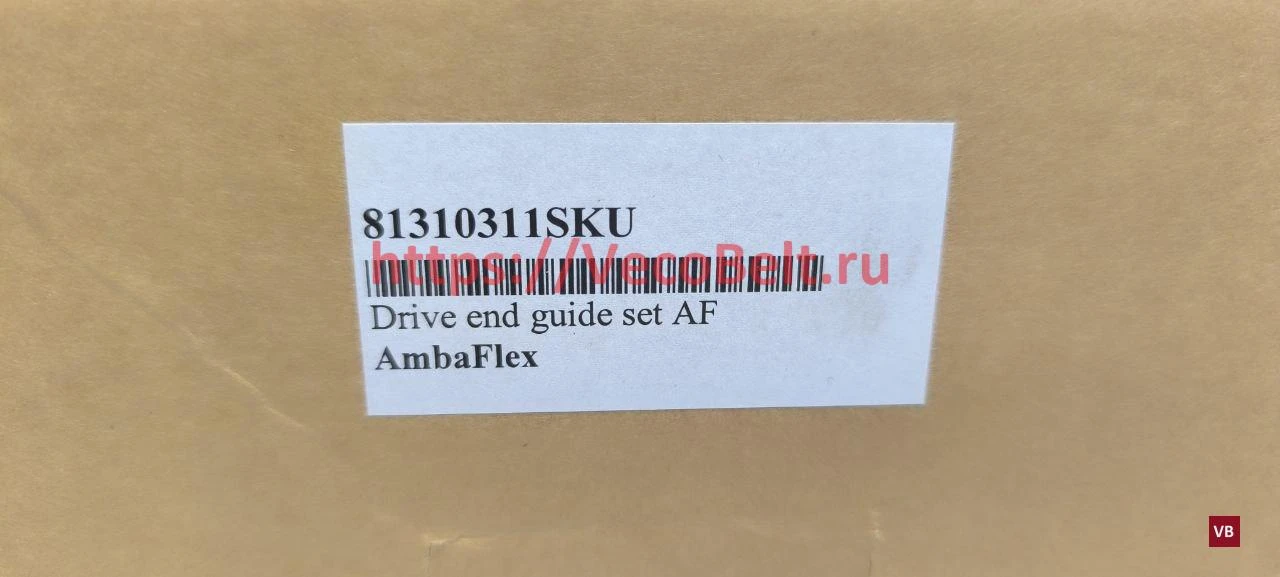 81310311SKU
https://VecoBelt.ru
Drive end guide set AF
AmbaFlex
VB